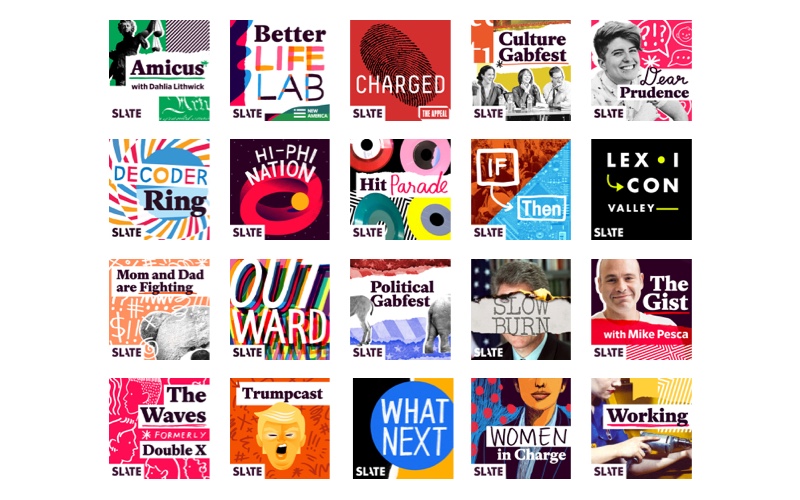 Amicus
with Dahlia Lithwick
SLATE
Better
LIFE
LAB
SLATE
NEW
AMERICA
CHARGED
SLATE
THE APPEAL
Culture
Gabfest
SLATE
Dear
Prudence
SLATE
DECODER
Ring
SLATE
HI-PHI
NATION
SLATE
Hit Parade
SLATE
IF
Then
SLATE
LEX•I
CON
VALLEY
SLATE
Mom and Dad
are Fighting
SLATE
OUT
WARD
SLATE
Political
Gabfest
SLATE
SLOW
BURN
SLATE
The
Gist
with Mike Pesca
SLATE
The
Waves
FORMERLY
Double X
SLATE
Trumpcast
SLATE
WHAT
NEXT
SLATE
WOMEN
in Charge
SLATE
Working
SLATE